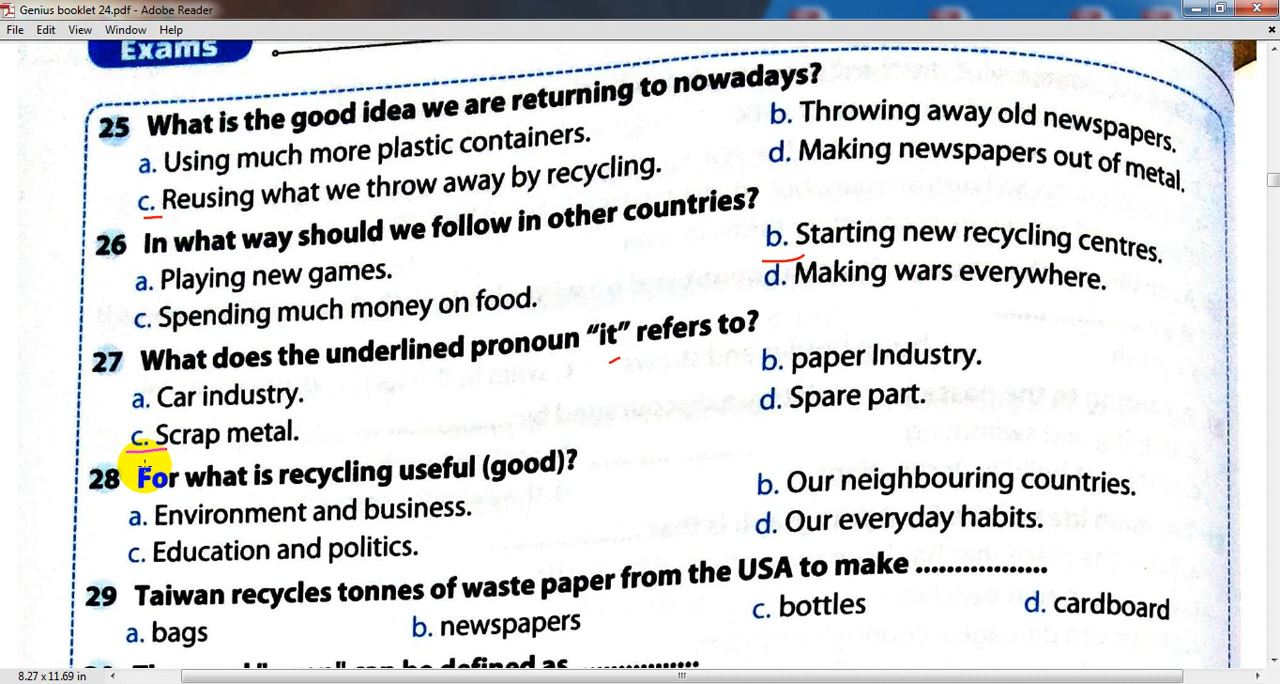 Genius booklet 24.pdf - Adobe Reader
File Edit View Window Help
Exams
25 What is the good idea we are returning to nowadays?
a. Using much more plastic containers.
b. Throwing away old newspapers.
c. Reusing what we throw away by recycling.
d. Making newspapers out of metal.
26 In what way should we follow in other countries?
a. Playing new games.
b. Starting new recycling centres.
c. Spending much money on food.
d. Making wars everywhere.
27 What does the underlined pronoun "it" refers to?
a. Car industry.
b. paper Industry.
c. Scrap metal.
d. Spare part.
28 For what is recycling useful (good)?
a. Environment and business.
b. Our neighbouring countries.
c. Education and politics.
d. Our everyday habits.
29 Taiwan recycles tonnes of waste paper from the USA to make ..................
a. bags b. newspapers c. bottles d. cardboard
can be defined as ................
8.27 x 11.69 in